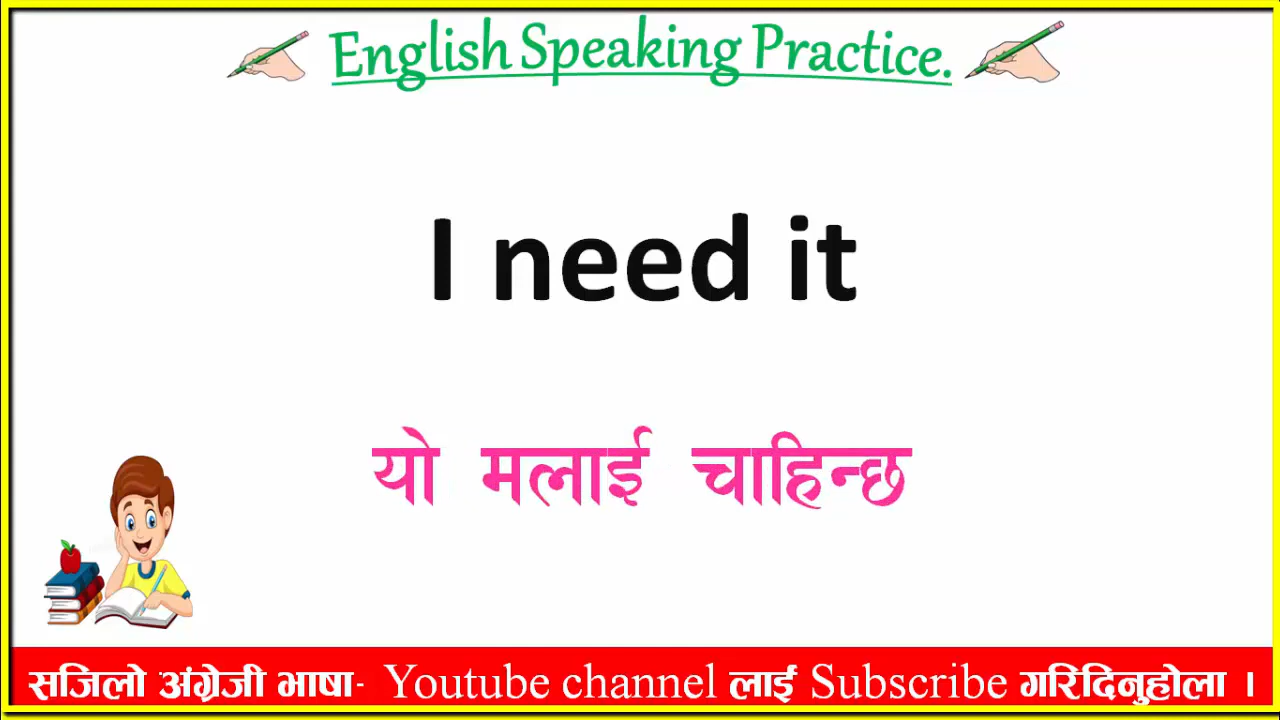 English Speaking Practice.
I need it
यो मलाई चाहिन्छ
सजिलो अंग्रेजी भाषा- Youtube channel लाई Subscribe गरिदिनुहोला ।